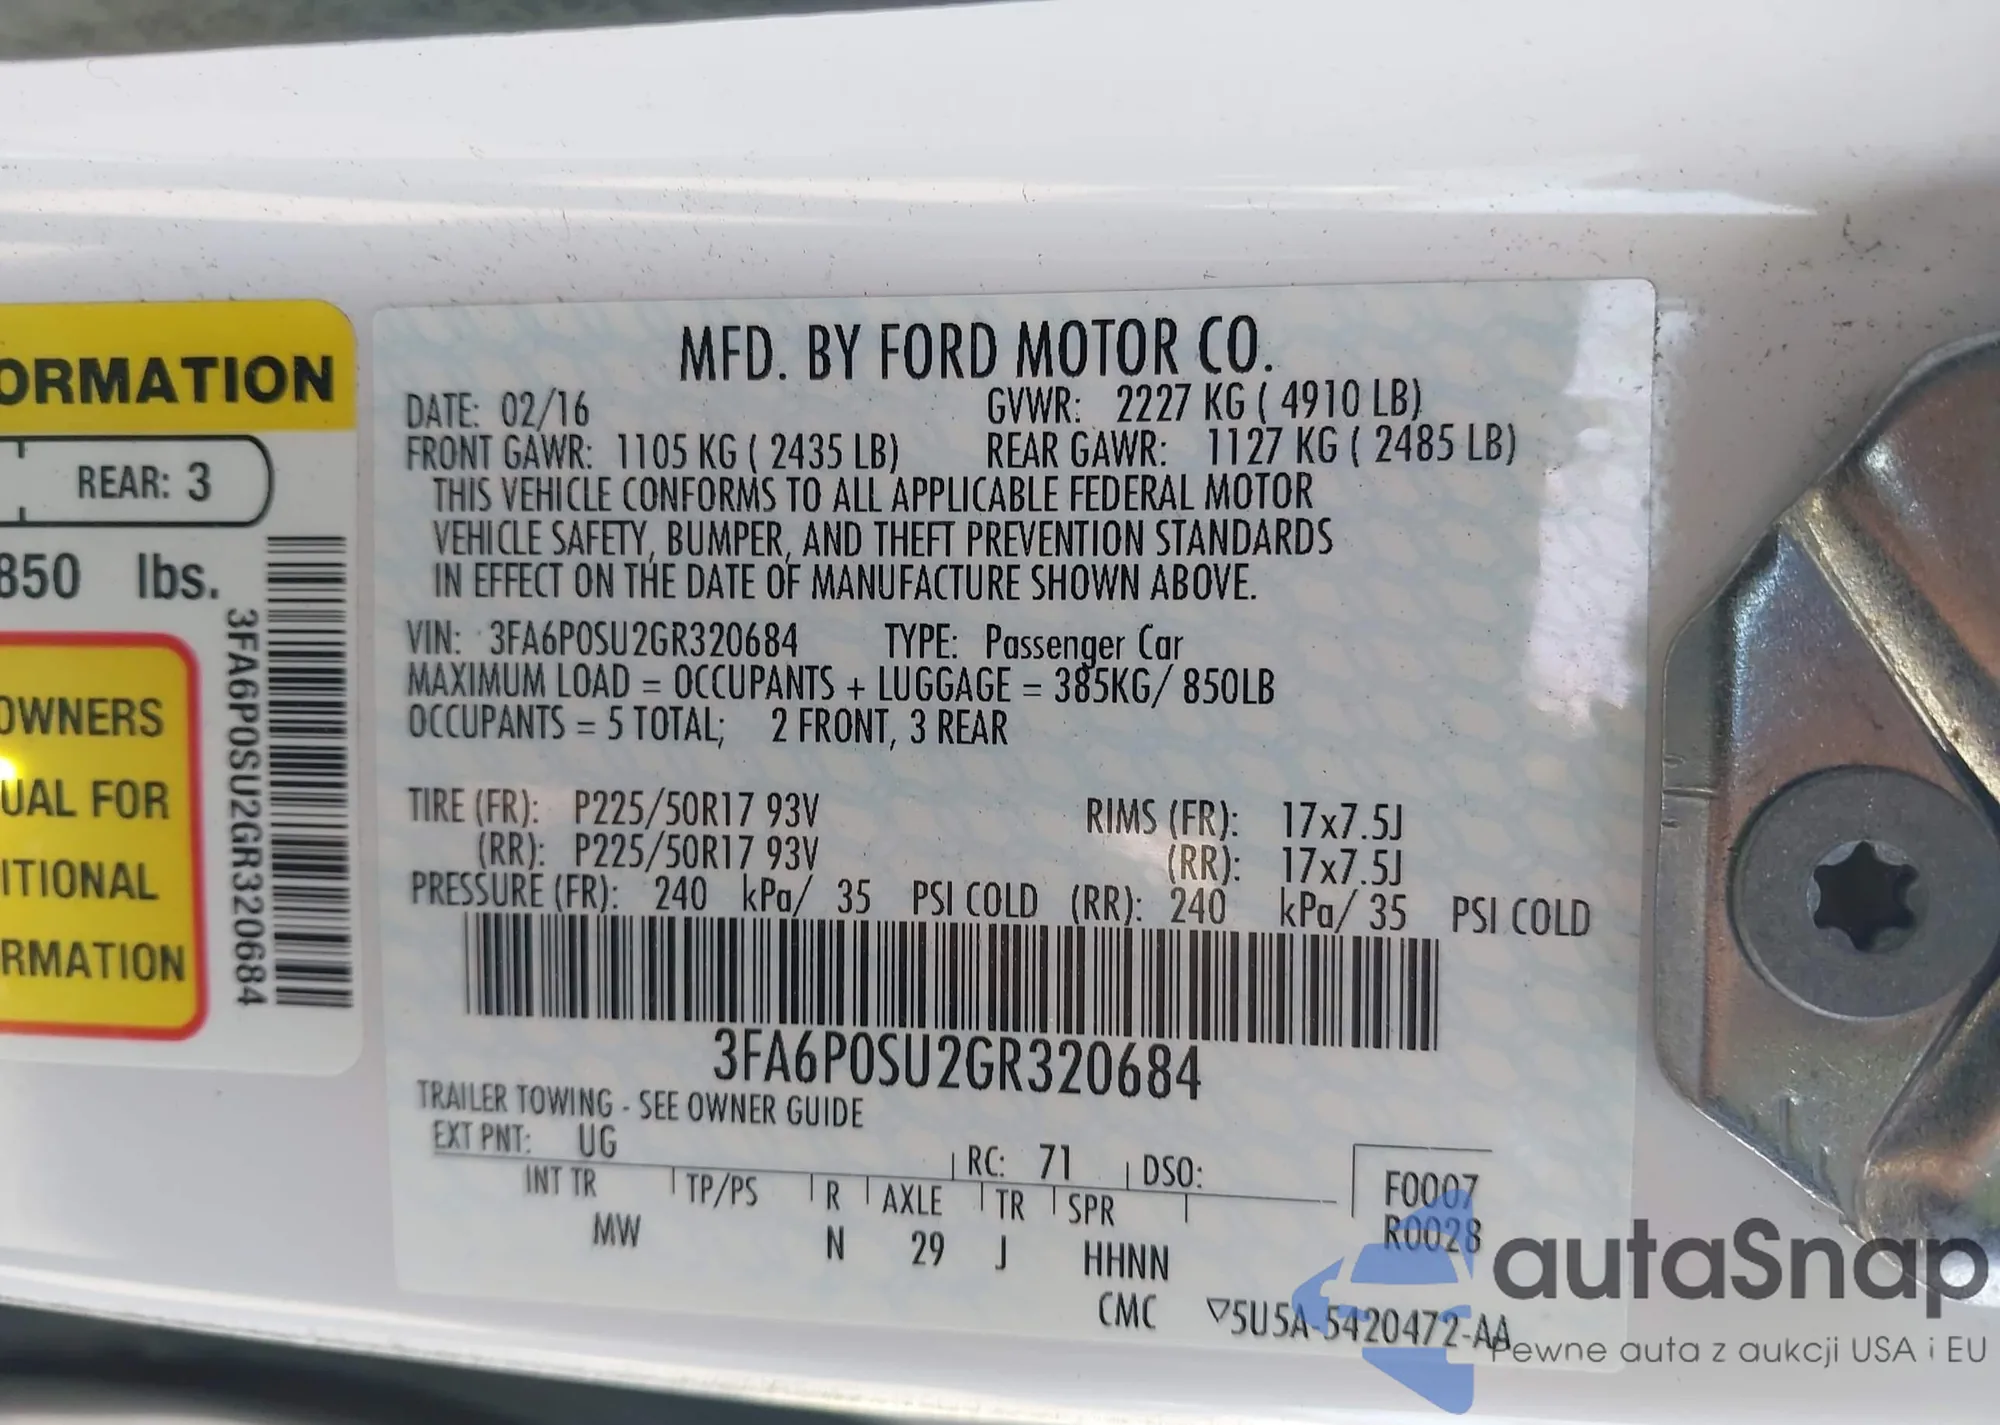 ORMATION
REAR: 3
850 lbs.
OWNERS
UAL FOR
ITIONAL
RMATION
3FA6P0SU2GR320684
MFD. BY FORD MOTOR CO.
DATE: 02/16 GVWR: 2227 KG ( 4910 LB)
FRONT GAWR: 1105 KG ( 2435 LB) REAR GAWR: 1127 KG ( 2485 LB)
THIS VEHICLE CONFORMS TO ALL APPLICABLE FEDERAL MOTOR
VEHICLE SAFETY, BUMPER, AND THEFT PREVENTION STANDARDS
IN EFFECT ON THE DATE OF MANUFACTURE SHOWN ABOVE.
VIN: 3FA6P0SU2GR320684 TYPE: Passenger Car
MAXIMUM LOAD = OCCUPANTS + LUGGAGE = 385KG/ 850LB
OCCUPANTS = 5 TOTAL; 2 FRONT, 3 REAR
TIRE (FR): P225/50R17 93V RIMS (FR): 17x7.5J
(RR): P225/50R17 93V (RR): 17x7.5J
PRESSURE (FR): 240 kPa/ 35 PSI COLD (RR): 240 kPa/ 35 PSI COLD
3FA6P0SU2GR320684
TRAILER TOWING - SEE OWNER GUIDE
EXT PNT: UG RC: 71 DSO:
INT TR TP/PS R AXLE TR SPR F0007
MW N 29 J HHNN R0028
CMC ▽5U5A-5420472-AA
autaSnap
Pewne auta z aukcji USA i EU